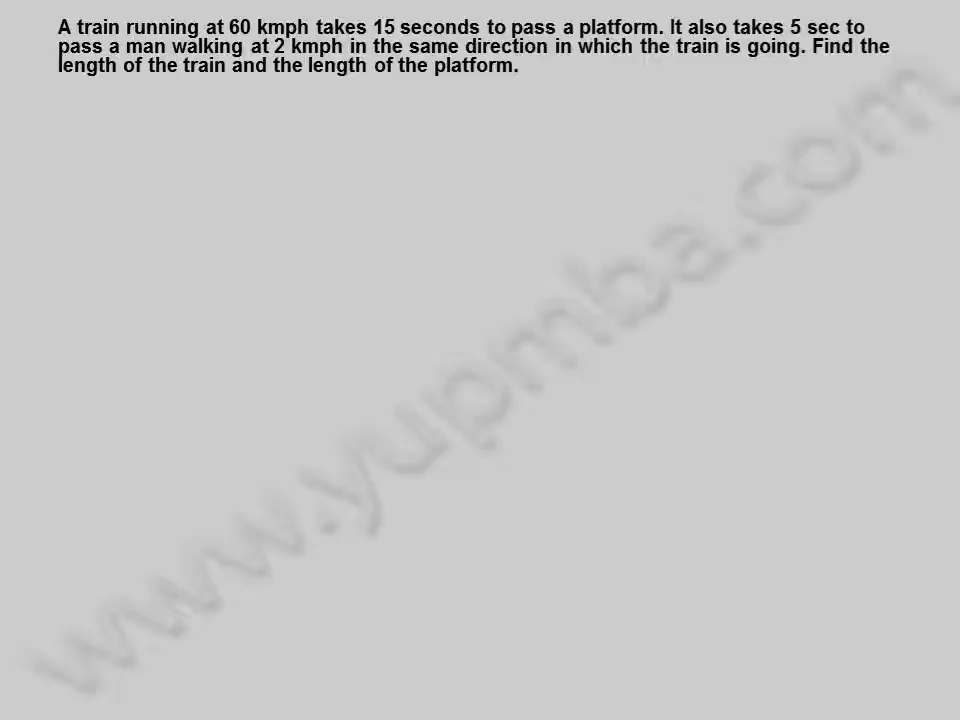 A train running at 60 kmph takes 15 seconds to pass a platform. It also takes 5 sec to
pass a man walking at 2 kmph in the same direction in which the train is going. Find the
length of the train and the length of the platform.
www.yupmba.com